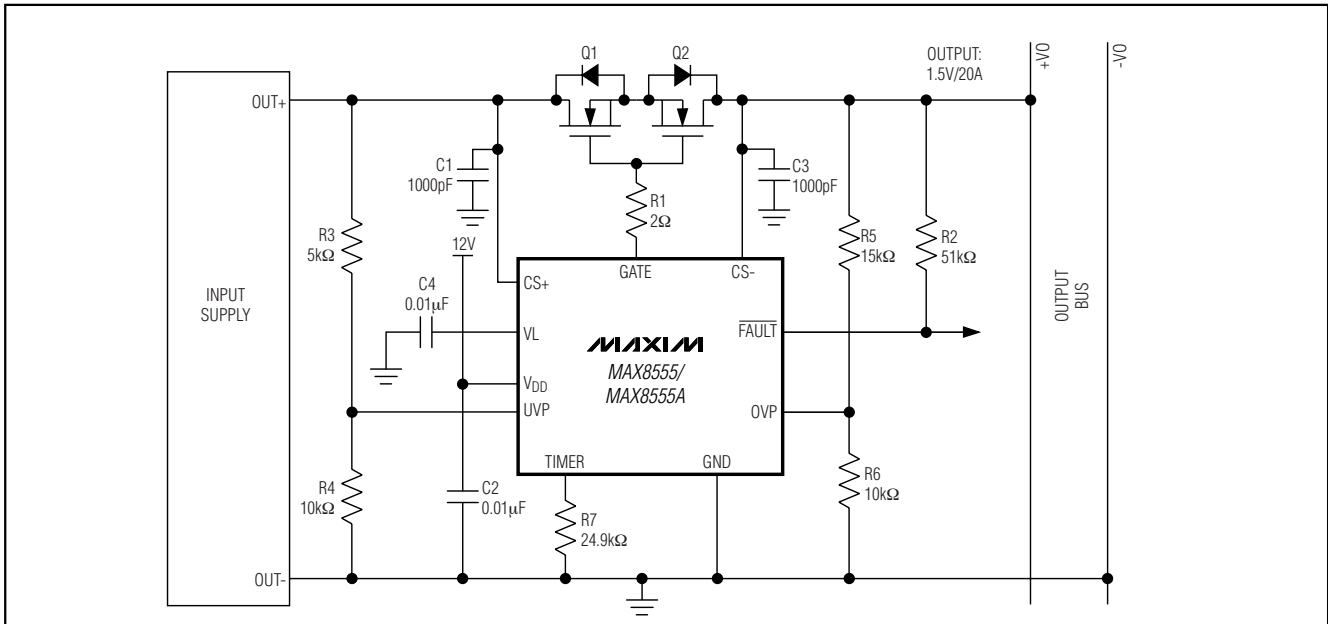 Q1
Q2
OUTPUT:
1.5V/20A
+VO
-VO
OUT+
C1
1000pF
C3
1000pF
R1
2Ω
R3
5kΩ
12V
R5
15kΩ
R2
51kΩ
GATE
CS-
CS+
C4
0.01μF
INPUT
SUPPLY
OUTPUT
BUS
VL
FAULT
MAXIM
MAX8555/
MAX8555A
VDD
UVP
OVP
TIMER
GND
R4
10kΩ
C2
0.01μF
R7
24.9kΩ
R6
10kΩ
OUT-